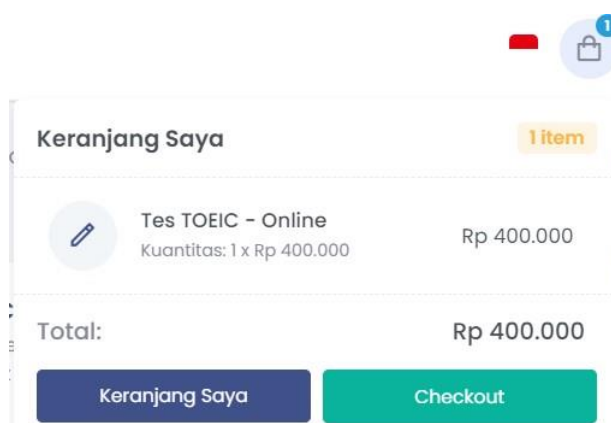 1
Keranjang Saya
1 item
Tes TOEIC - Online
Kuantitas: 1 x Rp 400.000
Rp 400.000
Total:
Rp 400.000
Keranjang Saya
Checkout